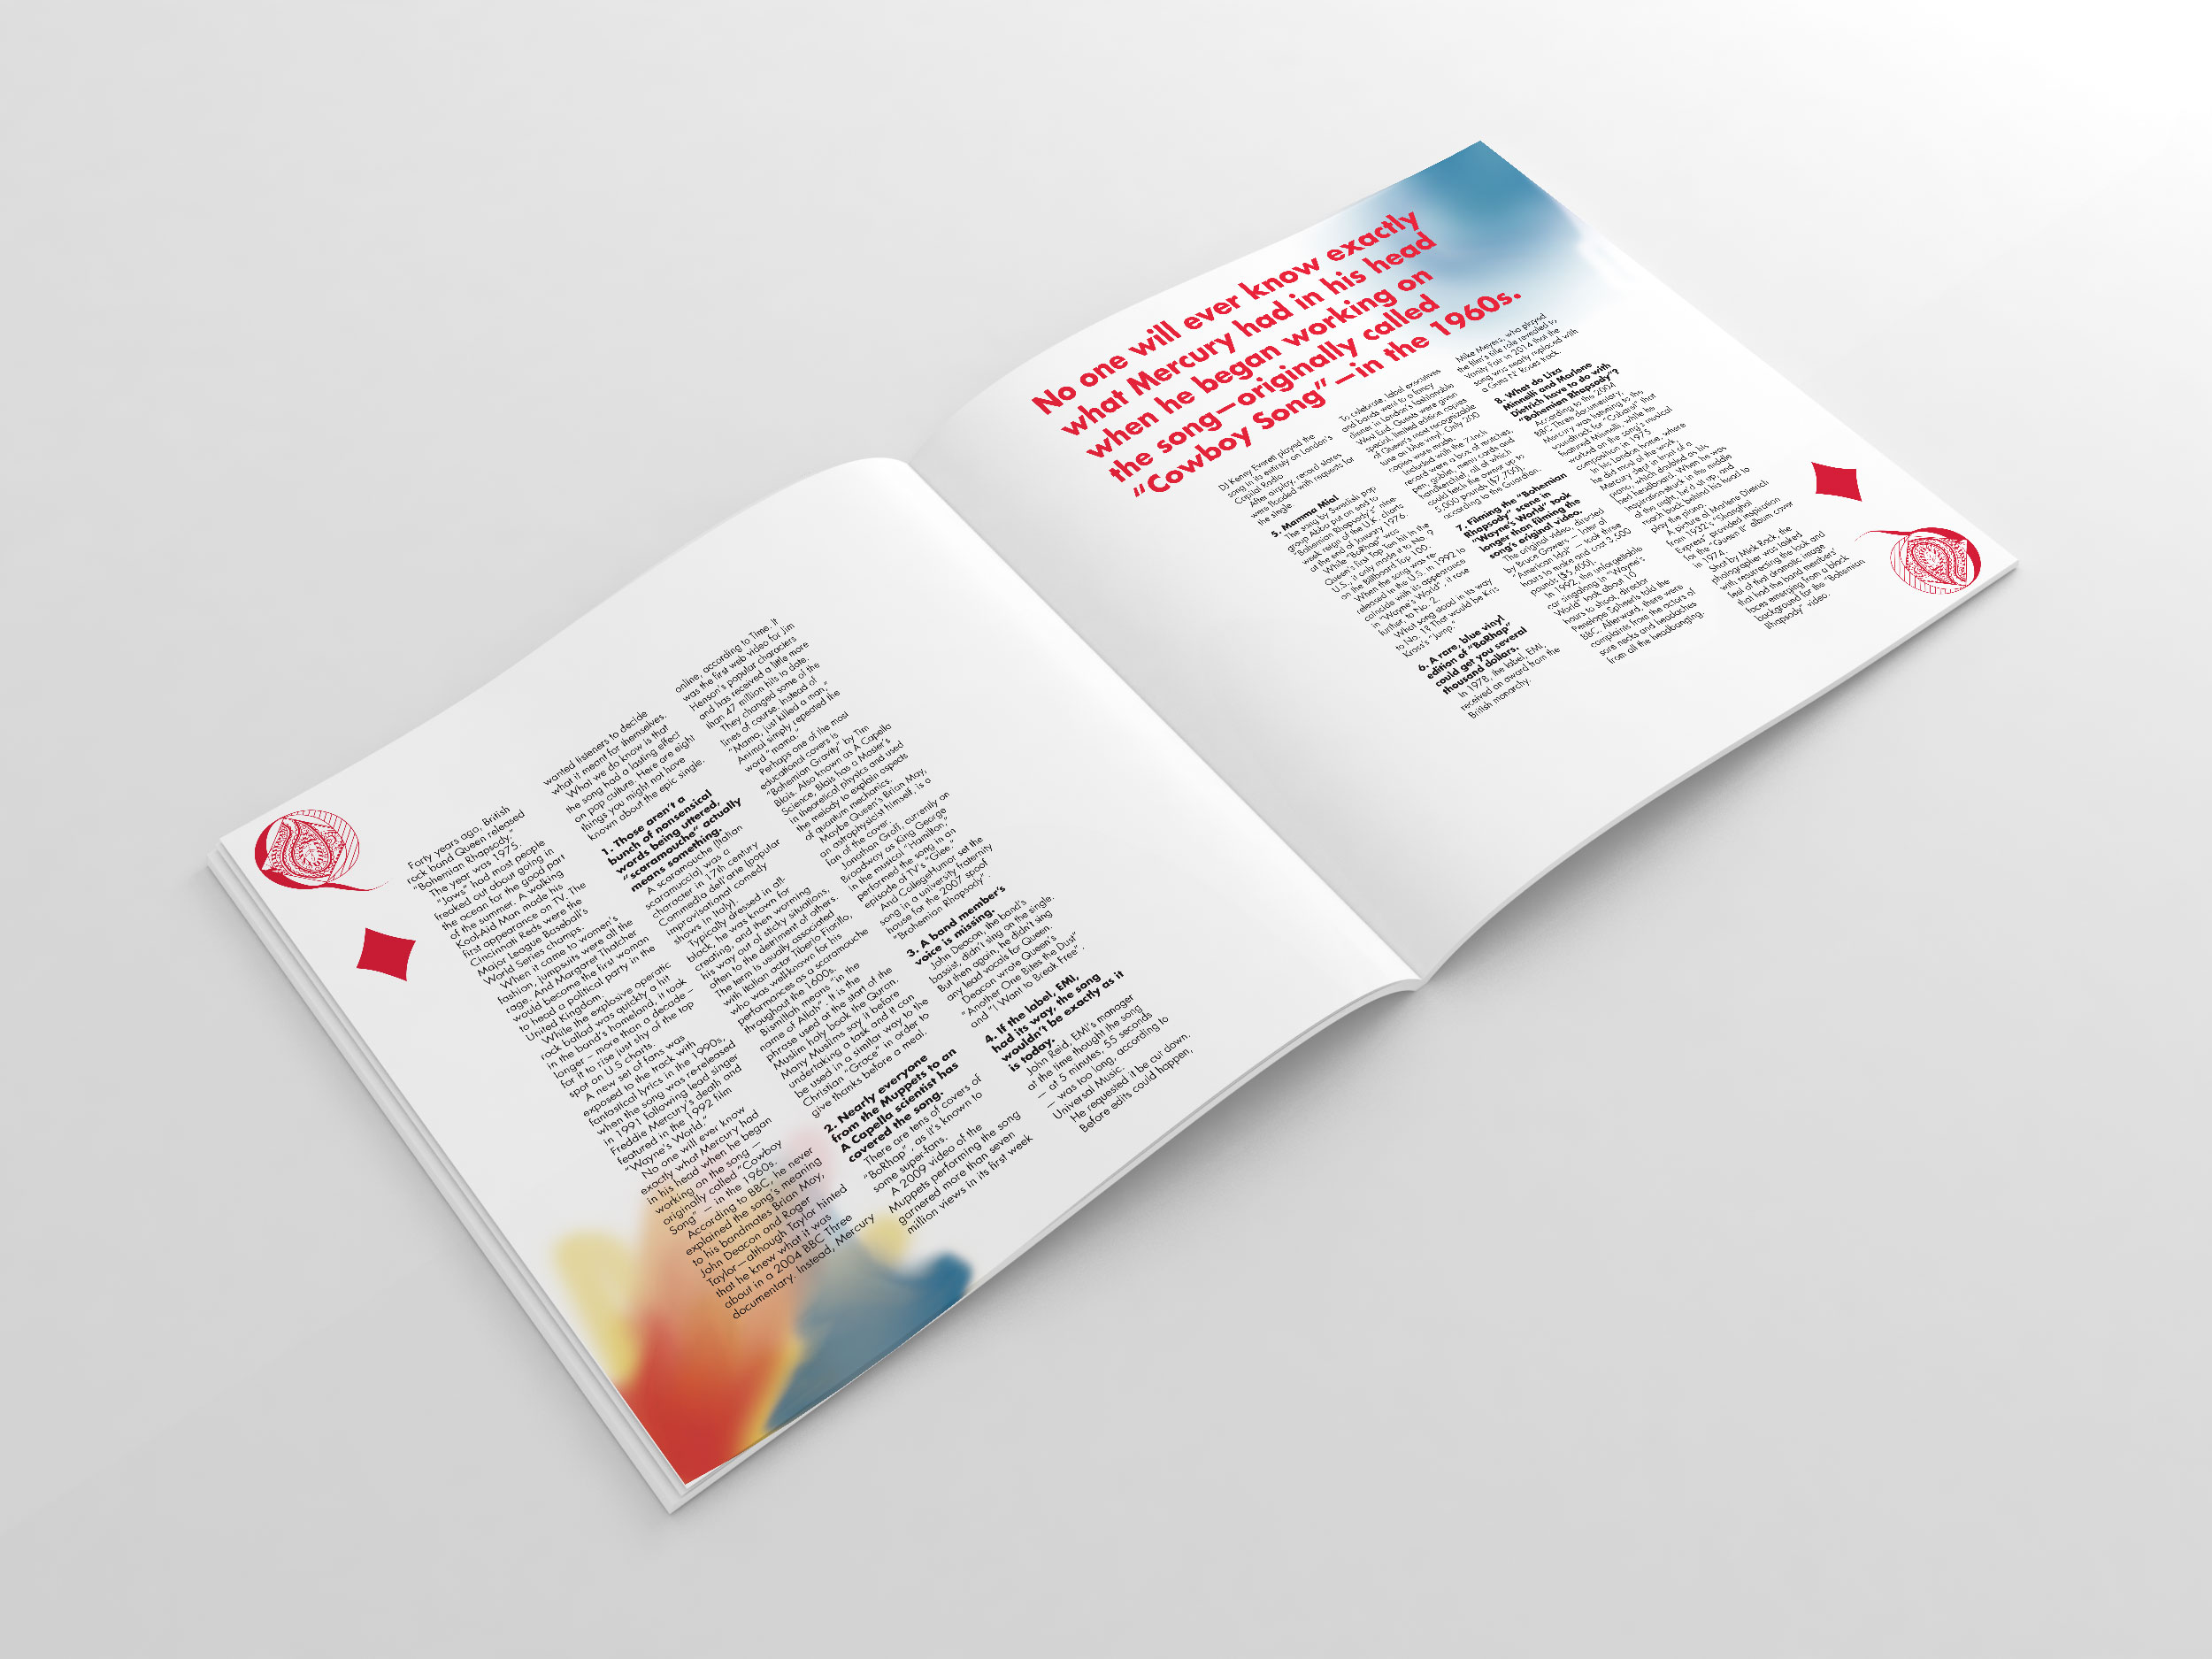 Forty years ago, British
rock band Queen released
"Bohemian Rhapsody."
The year was 1975.
"Jaws" had most people
freaked out about going in
the ocean for the good part
of the summer. A walking
Kool-Aid Man made his
first appearance on TV. The
Cincinnati Reds were the
Major League Baseball's
World Series champs.
When it came to women's
fashion, jumpsuits were all the
rage. And Margaret Thatcher
would become the first woman
to head a political party in the
United Kingdom.
While the explosive operatic
rock ballad was quickly a hit
in the band's homeland, it took
longer – more than a decade –
for it to rise just shy of the top
spot on U.S charts.
A new set of fans was
exposed to the track with
fantastical lyrics in the 1990s,
when the song was re-released
in 1991 following lead singer
Freddie Mercury's death and
featured in the 1992 film
"Wayne's World."
No one will ever know
exactly what Mercury had
in his head when he began
working on the song —
originally called "Cowboy
Song" — in the 1960s.
According to BBC, he never
explained the song's meaning
to his bandmates Brian May,
John Deacon and Roger
Taylor—although Taylor hinted
that he knew what it was
about in a 2004 BBC Three
documentary. Instead, Mercury
wanted listeners to decide
what it meant for themselves.
What we do know is that
the song had a lasting effect
on pop culture. Here are eight
things you might not have
known about the epic single.
1. Those aren't a
bunch of nonsensical
words being uttered,
"scaramouche" actually
means something.
A scaramouche (Italian
scaramuccia) was a
character in 17th century
Commedia dell'arte (popular
improvisational comedy
shows in Italy).
Typically dressed in all-
black, he was known for
creating, and then worming
his way out of sticky situations,
often to the detriment of others.
The term is usually associated
with Italian actor Tiberio Fiorillo,
who was wellknown for his
performances as a scaramouche
throughout the 1600s.
Bismillah means "in the
name of Allah". It is the
phrase used at the start of the
Muslim holy book the Quran.
Many Muslims say it before
undertaking a task and it can
be used in a similar way to the
Christian "Grace" in order to
give thanks before a meal.
2. Nearly everyone
from the Muppets to an
A Capella scientist has
covered the song.
There are tens of covers of
"BoRhap", as it's known to
some super-fans.
A 2009 video of the
Muppets performing the song
garnered more than seven
million views in its first week
online, according to Time. It
was the first web video for Jim
Henson's popular characters
and has received a little more
than 47 million hits to date.
They changed some of the
lines of course. Instead of
"Mama, just killed a man,"
Animal simply repeated the
word "mama."
Perhaps one of the most
educational covers is
"Bohemian Gravity" by Tim
Blais. Also known as A Capella
Science, Blais has a Master's
in theoretical physics and used
the melody to explain aspects
of quantum mechanics.
Maybe Queen's Brian May,
an astrophysicist himself, is a
fan of the cover.
Jonathan Groff, currently on
Broadway as King George
in the musical "Hamilton,"
performed the song in an
episode of TV's "Glee."
And CollegeHumor set the
song in a university fraternity
house for the 2007 spoof
"Brohemian Rhapsody".
3. A band member's
voice is missing.
John Deacon, the band's
bassist, didn't sing on the single.
But then again, he didn't sing
any lead vocals for Queen.
Deacon wrote Queen's
"Another One Bites the Dust"
and "I Want to Break Free".
4. If the label, EMI,
had its way, the song
wouldn't be exactly as it
is today.
John Reid, EMI's manager
at the time thought the song
— at 5 minutes, 55 seconds
— was too long, according to
Universal Music.
He requested it be cut down.
Before edits could happen,
No one will ever know exactly
what Mercury had in his head
when he began working on
the song—originally called
"Cowboy Song"—in the 1960s.
DJ Kenny Everett played the
song in its entirety on London's
Capital Radio.
After airplay, record stores
were flooded with requests for
the single
5. Mamma Mia!
The song by Swedish pop
group Abba put an end to
"Bohemian Rhapsody's" nine-
week reign of the U.K. charts
at the end of January 1976.
While "BoRhap" was
Queen's first Top Ten hit in the
U.S., it only made it to No. 9
on the Billboard Top 100.
When the song was re-
released in the U.S. in 1992 to
coincide with its appearance
in "Wayne's World", it rose
further, to No. 2.
What song stood in its way
to No. 1? That would be Kris
Kross's "Jump."
6. A rare, blue vinyl
edition of "BoRhap"
could get you several
thousand dollars.
In 1978, the label, EMI,
received an award from the
British monarchy.
To celebrate, label executives
and bands went to a fancy
dinner in London's fashionable
West End. Guests were given
special, limited edition copies
of Queen's most recognizable
tune on blue vinyl. Only 200
copies were made.
Included with the 7-inch
record were a box of matches,
pen, goblet, menu cards and
handkerchief, all of which
could fetch the owner up to
5,000 pounds ($7,700),
according to the Guardian.
7. Filming the "Bohemian
Rhapsody" scene in
"Wayne's World" took
longer than filming the
song's original video.
The original video, directed
by Bruce Gowers — later of
"American Idol" — took three
hours to make and cost 3,500
pounds ($5,400).
In 1992, the unforgettable
car singalong in "Wayne's
World" took about 10
hours to shoot, director
Penelope Spheeris told the
BBC. Afterward, there were
complaints from the actors of
sore necks and headaches
from all the headbanging.
Mike Meyers, who played
the film's title role revealed to
Vanity Fair in 2014 that the
song was nearly replaced with
a Guns N' Roses track.
8. What do Liza
Minnelli and Marlene
Dietrich have to do with
"Bohemian Rhapsody"?
According to the 2004
BBC Three documentary,
Mercury was listening to the
soundtrack for "Cabaret" that
featured Minnelli, while he
worked on the song's musical
composition in 1975.
In his London home, where
he did most of the work,
Mercury slept in front of a
piano, which doubled as his
bed headboard. When he was
inspiration-struck in the middle
of the night, he'd sit up, and
reach back behind his head to
play the piano.
A picture of Marlene Dietrich
from 1932's "Shanghai
Express" provided inspiration
for the "Queen II" album cover
in 1974.
Shot by Mick Rock, the
photographer was tasked
with resurrecting the look and
feel of that dramatic image
that had the band members'
faces emerging from a black
background for the "Bohemian
Rhapsody" video.